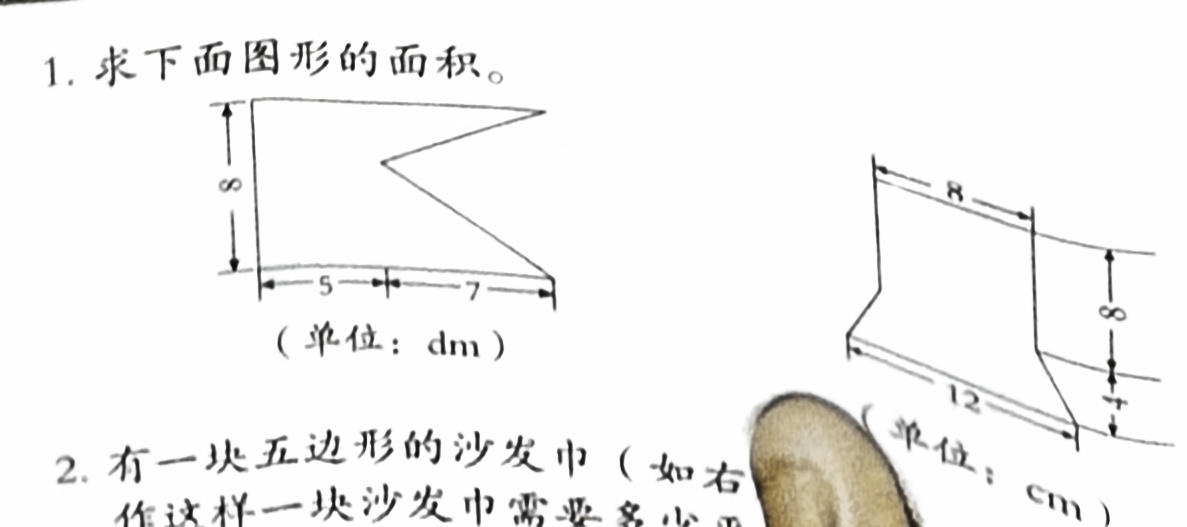 1. 求下面图形的面积。
8
5
7
(单位：dm)
8
8
12
4
(单位：cm)
2. 有一块五边形的沙发巾(如右
作这样一块沙发巾需要多少